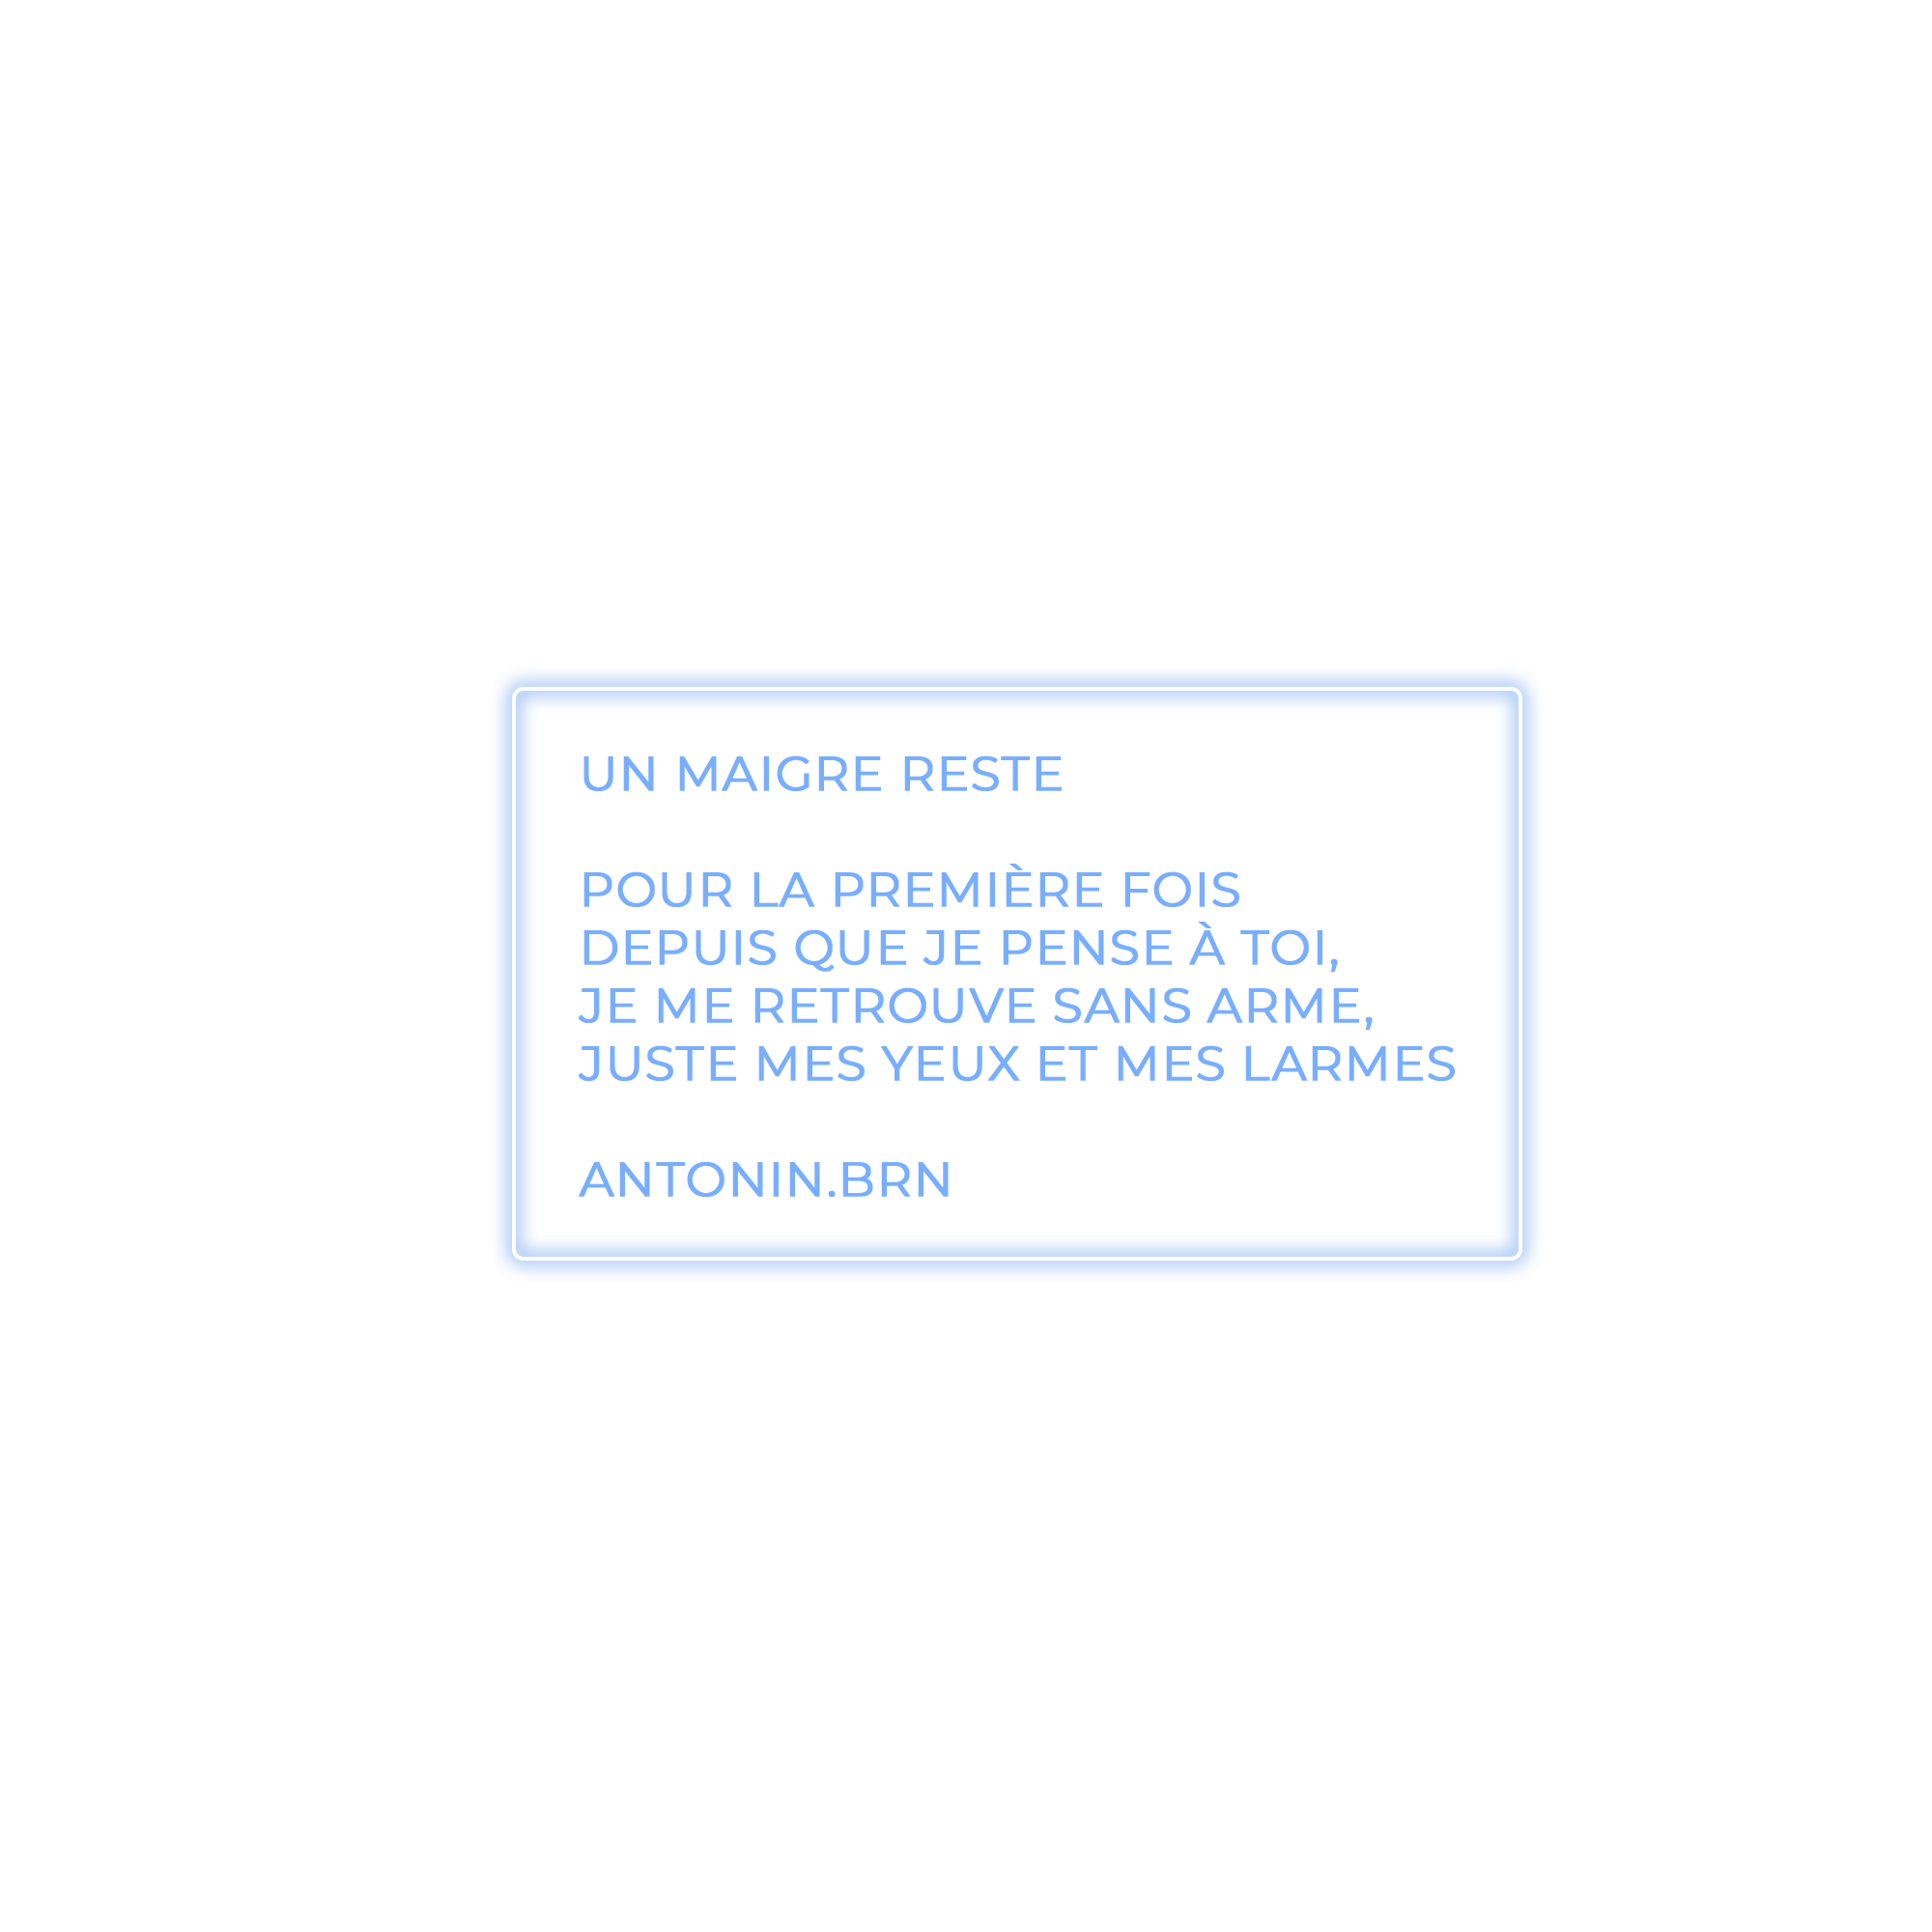 UN MAIGRE RESTE
POUR LA PREMIÈRE FOIS
DEPUIS QUE JE PENSE À TOI,
JE ME RETROUVE SANS ARME,
JUSTE MES YEUX ET MES LARMES
ANTONIN.BRN